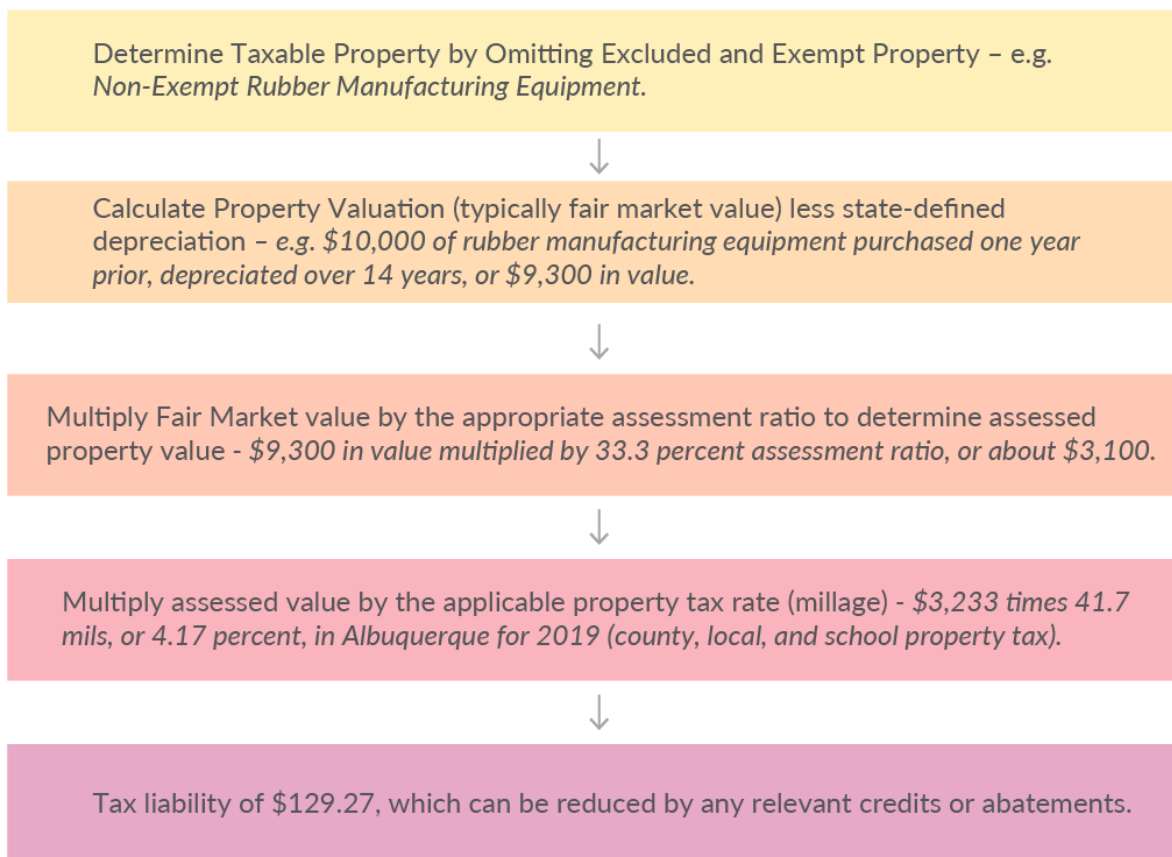 Determine Taxable Property by Omitting Excluded and Exempt Property – e.g.
Non-Exempt Rubber Manufacturing Equipment.
↓
Calculate Property Valuation (typically fair market value) less state-defined
depreciation – e.g. $10,000 of rubber manufacturing equipment purchased one year
prior, depreciated over 14 years, or $9,300 in value.
↓
Multiply Fair Market value by the appropriate assessment ratio to determine assessed
property value - $9,300 in value multiplied by 33.3 percent assessment ratio, or about $3,100.
↓
Multiply assessed value by the applicable property tax rate (millage) - $3,233 times 41.7
mils, or 4.17 percent, in Albuquerque for 2019 (county, local, and school property tax).
↓
Tax liability of $129.27, which can be reduced by any relevant credits or abatements.